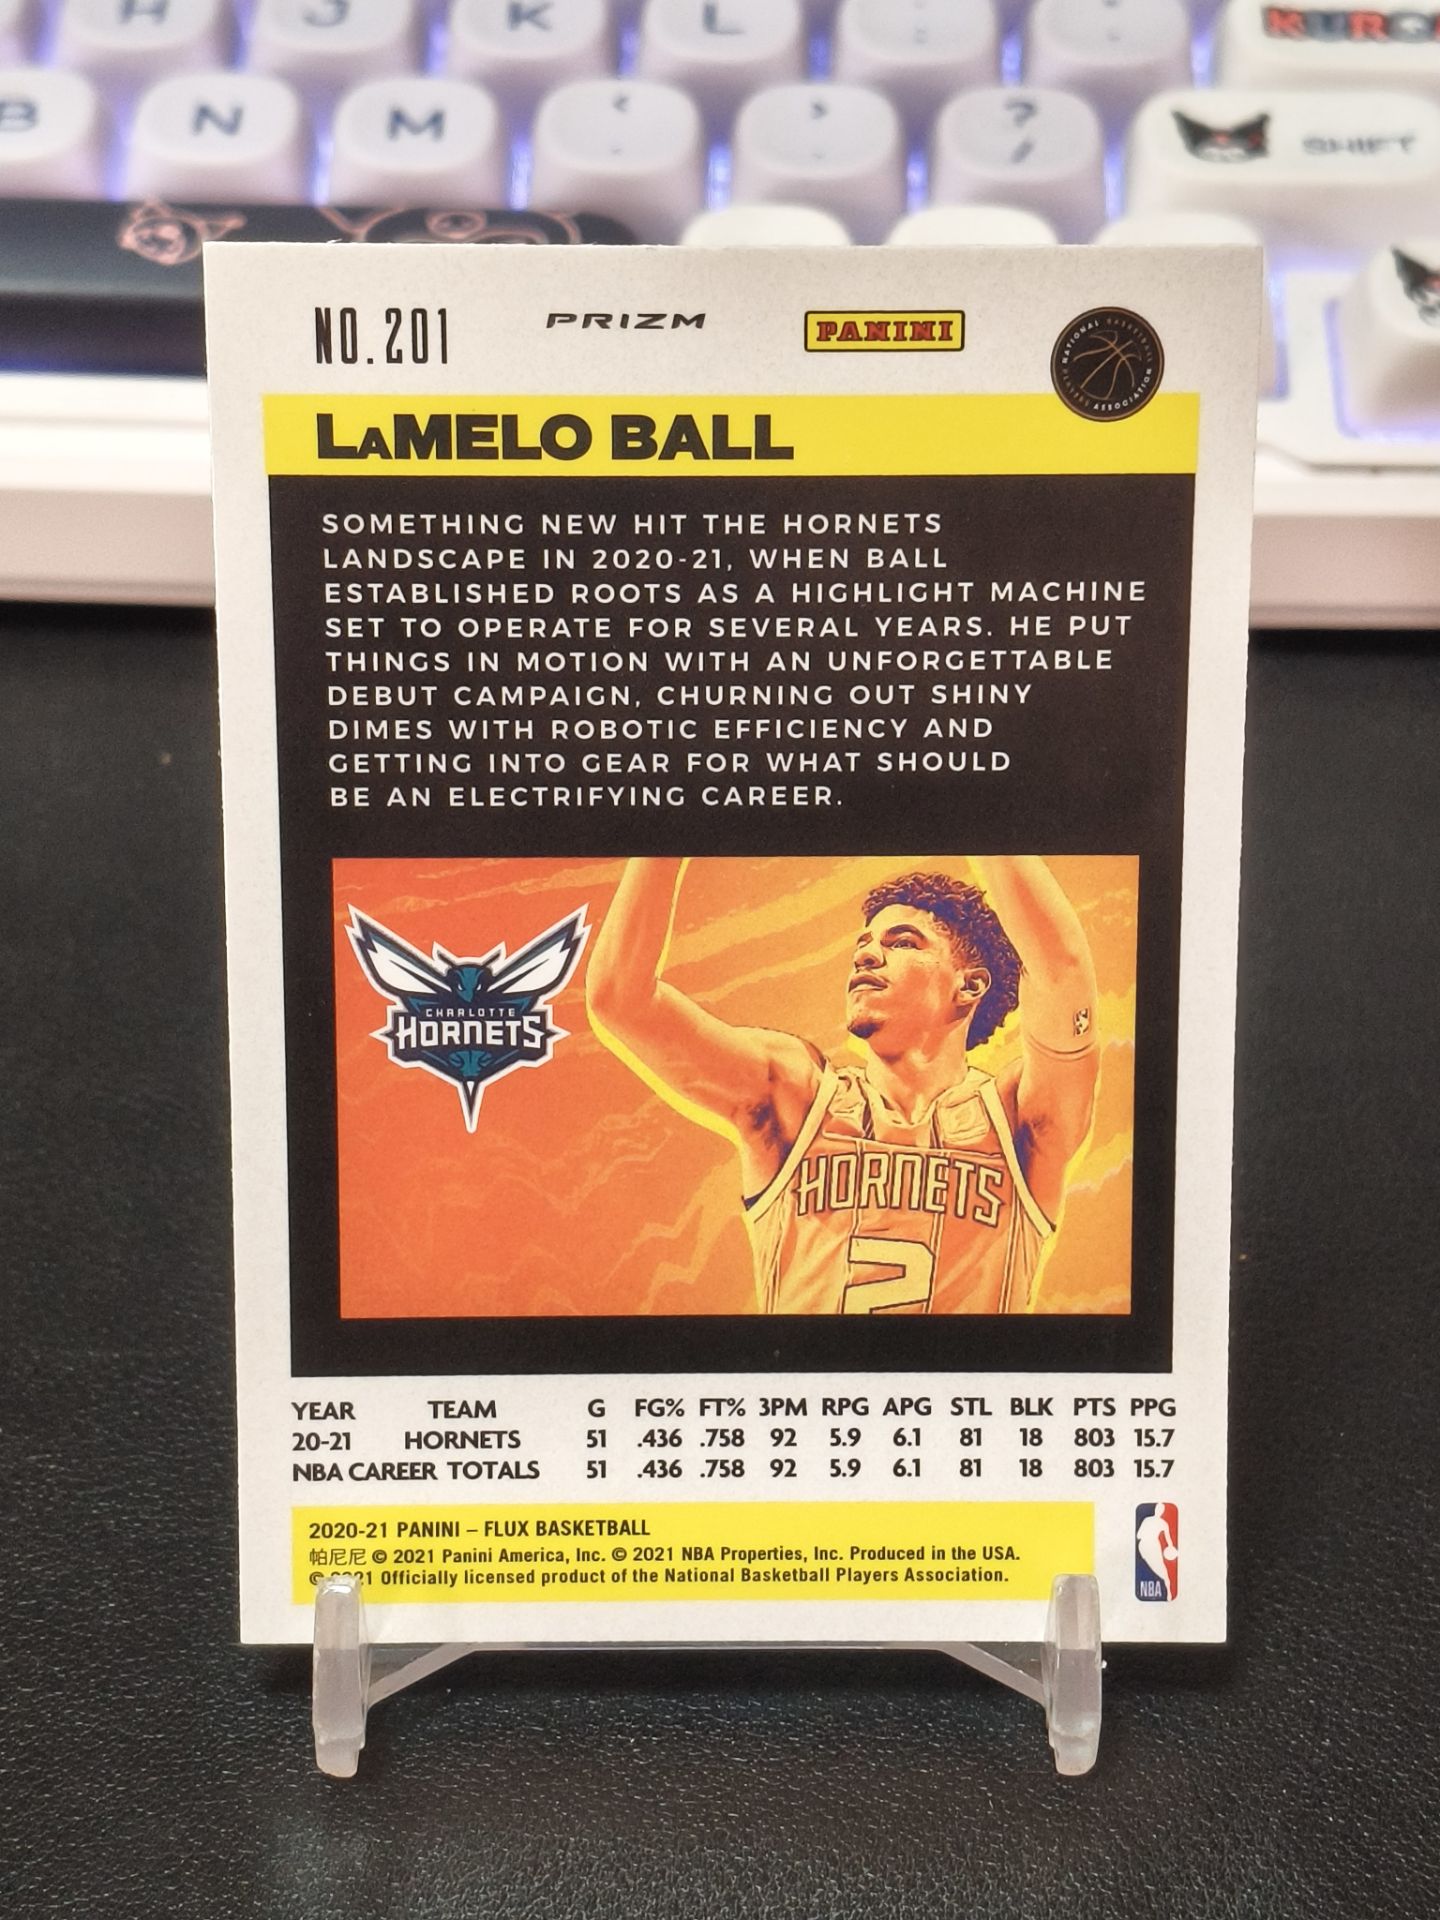 H J K L : ;
B N M < > ? /
SHIFT
NO.201 PRIZM PANINI NATIONAL BASKETBALL PLAYERS ASSOCIATION
LaMELO BALL
SOMETHING NEW HIT THE HORNETS
LANDSCAPE IN 2020-21, WHEN BALL
ESTABLISHED ROOTS AS A HIGHLIGHT MACHINE
SET TO OPERATE FOR SEVERAL YEARS. HE PUT
THINGS IN MOTION WITH AN UNFORGETTABLE
DEBUT CAMPAIGN, CHURNING OUT SHINY
DIMES WITH ROBOTIC EFFICIENCY AND
GETTING INTO GEAR FOR WHAT SHOULD
BE AN ELECTRIFYING CAREER.
CHARLOTTE
HORNETS
HORNETS
2
YEAR TEAM G FG% FT% 3PM RPG APG STL BLK PTS PPG
20-21 HORNETS 51 .436 .758 92 5.9 6.1 81 18 803 15.7
NBA CAREER TOTALS 51 .436 .758 92 5.9 6.1 81 18 803 15.7
2020-21 PANINI – FLUX BASKETBALL
帕尼尼 © 2021 Panini America, Inc. © 2021 NBA Properties, Inc. Produced in the USA.
© 2021 Officially licensed product of the National Basketball Players Association.
NBA